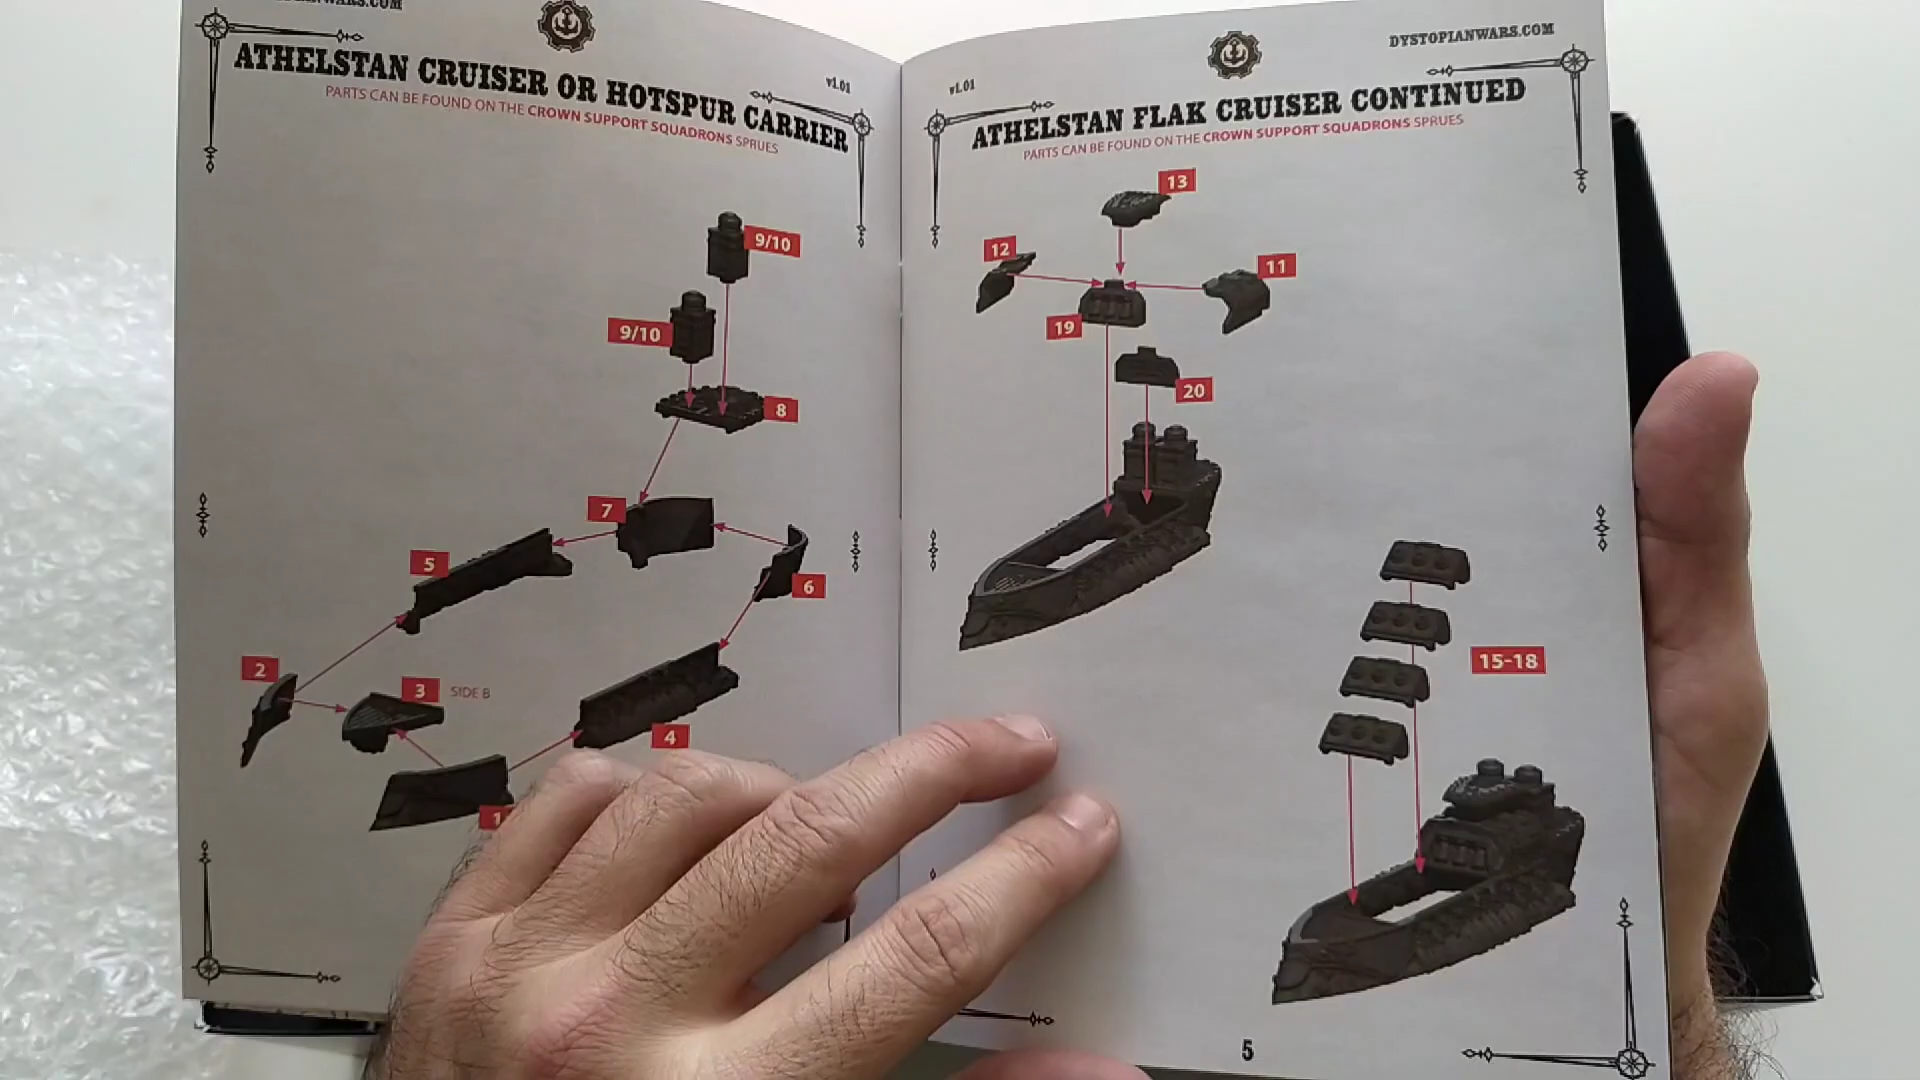 ATHELSTAN CRUISER OR HOTSPUR CARRIER
v1.01
PARTS CAN BE FOUND ON THE CROWN SUPPORT SQUADRONS SPRUES
9/10
9/10
8
7
5
6
2
3
SIDE B
4
1
DYSTOPIANWARS.COM
v1.01
ATHELSTAN FLAK CRUISER CONTINUED
PARTS CAN BE FOUND ON THE CROWN SUPPORT SQUADRONS SPRUES
13
12
11
19
20
15-18
5